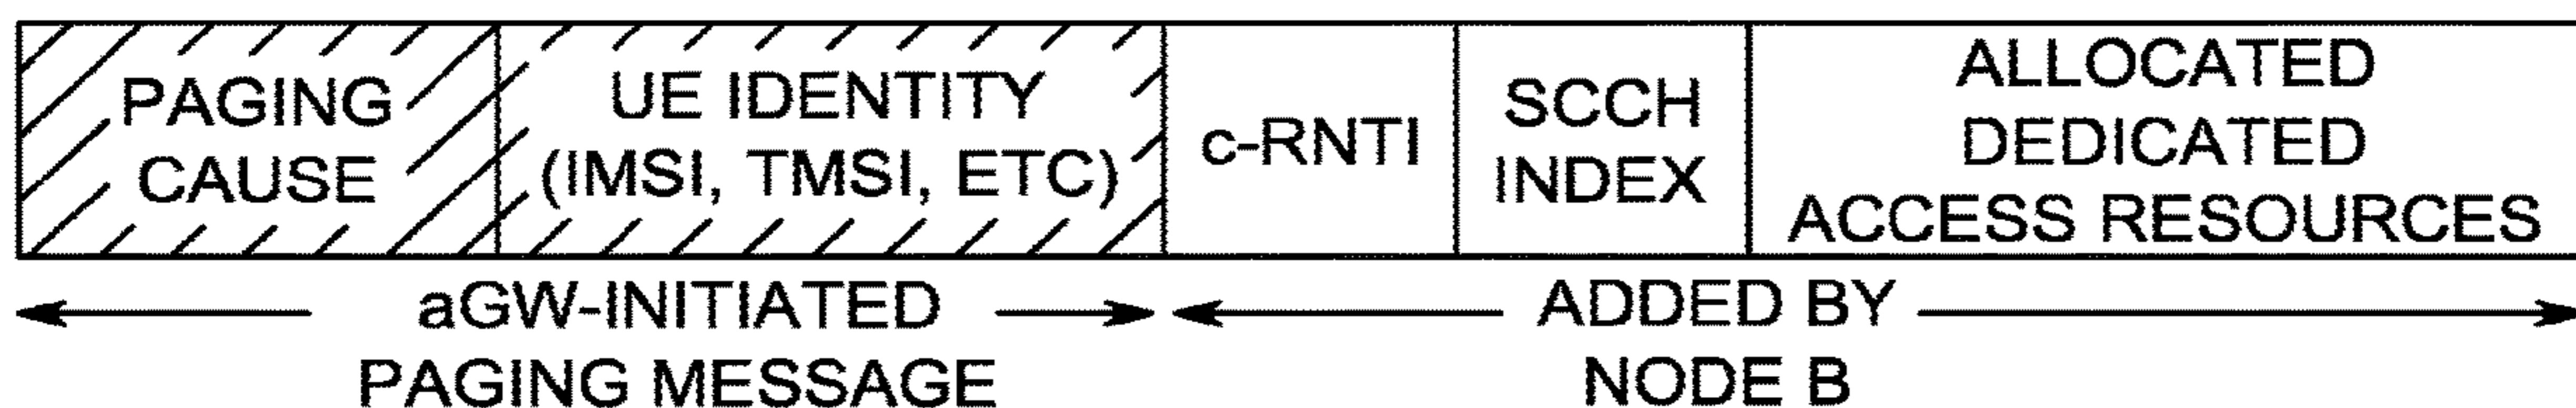 PAGING
CAUSE
UE IDENTITY
(IMSI, TMSI, ETC)
c-RNTI
SCCH
INDEX
ALLOCATED
DEDICATED
ACCESS RESOURCES
aGW-INITIATED
PAGING MESSAGE
ADDED BY
NODE B